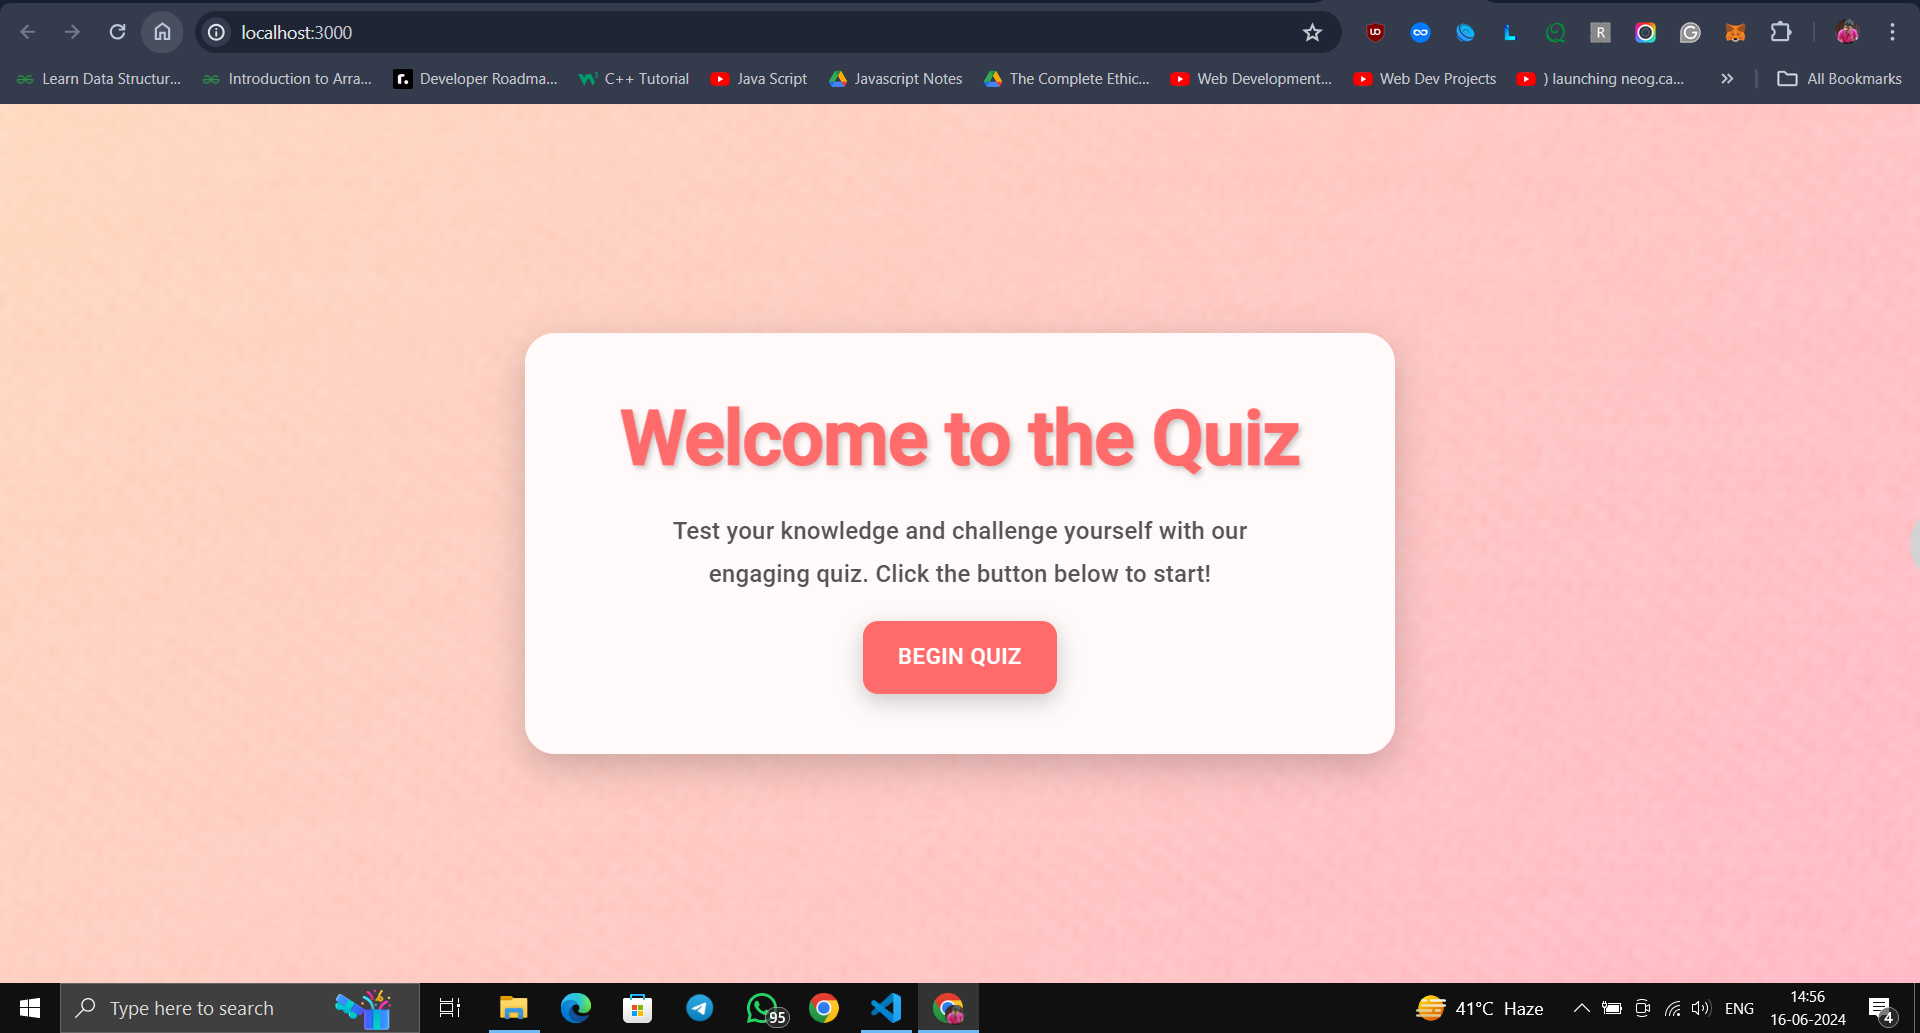 localhost:3000
Learn Data Structur... Introduction to Arra... Developer Roadma... C++ Tutorial Java Script Javascript Notes The Complete Ethic... Web Development... Web Dev Projects ) launching neog.ca... » All Bookmarks
Welcome to the Quiz
Test your knowledge and challenge yourself with our
engaging quiz. Click the button below to start!
BEGIN QUIZ
Type here to search
95
41°C Haze
ENG
14:56
16-06-2024
4